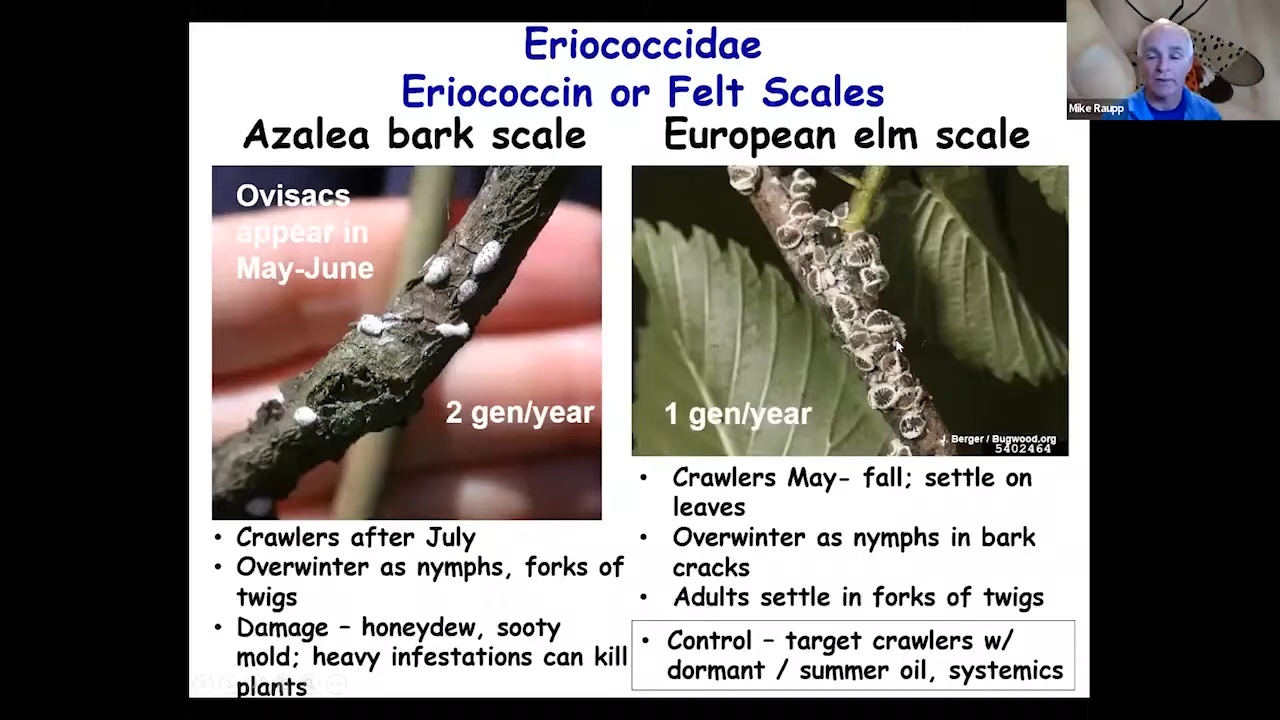 Eriococcidae
Eriococcin or Felt Scales
Azalea bark scale
Ovisacs
appear in
May-June
2 gen/year
• Crawlers after July
• Overwinter as nymphs, forks of
twigs
• Damage – honeydew, sooty
mold; heavy infestations can kill
plants
European elm scale
1 gen/year
J. Berger / Bugwood.org
5402464
• Crawlers May- fall; settle on
leaves
• Overwinter as nymphs in bark
cracks
• Adults settle in forks of twigs
• Control – target crawlers w/
dormant / summer oil, systemics
Mike Raupp